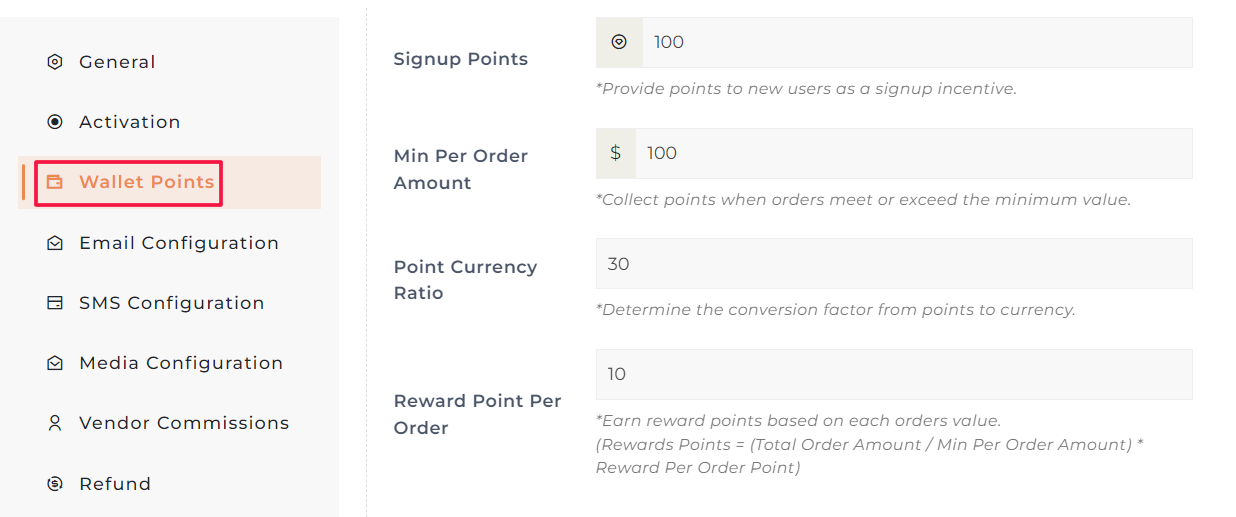 General
Activation
Wallet Points
Email Configuration
SMS Configuration
Media Configuration
Vendor Commissions
Refund
Signup Points
100
*Provide points to new users as a signup incentive.
Min Per Order
Amount
$ 100
*Collect points when orders meet or exceed the minimum value.
Point Currency
Ratio
30
*Determine the conversion factor from points to currency.
Reward Point Per
Order
10
*Earn reward points based on each orders value.
(Rewards Points = (Total Order Amount / Min Per Order Amount) *
Reward Per Order Point)